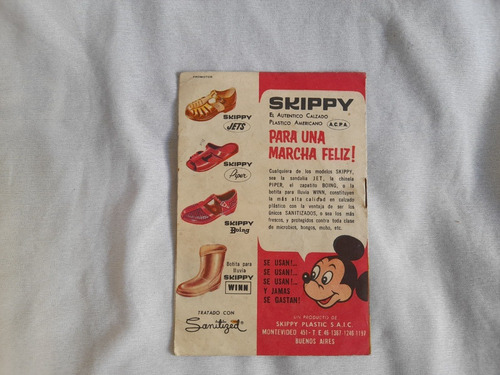 SKIPPY
JETS
SKIPPY
Piper
SKIPPY
Boing
Botita para
lluvia
SKIPPY
WINN
TRATADO CON
Sanitized
SKIPPY
EL AUTENTICO CALZADO
PLASTICO AMERICANO A.C.P.A.
PARA UNA
MARCHA FELIZ!
Cualquiera de los modelos SKIPPY,
sea la sandalia JET, la chinela
PIPER, el zapatito BOING, o la
botita para lluvia WINN, constituyen
la más alta calidad en calzado
plástico con la ventaja de ser los
únicos SANITIZADOS, o sea los más
frescos, y protegidos contra toda clase
de microbios, hongos, moho, etc.
SE USAN!...
SE USAN!...
SE USAN!...
Y JAMAS
SE GASTAN!
UN PRODUCTO DE
SKIPPY PLASTIC S.A.I.C.
MONTEVIDEO 451 - T E 46
BUENOS AIRES